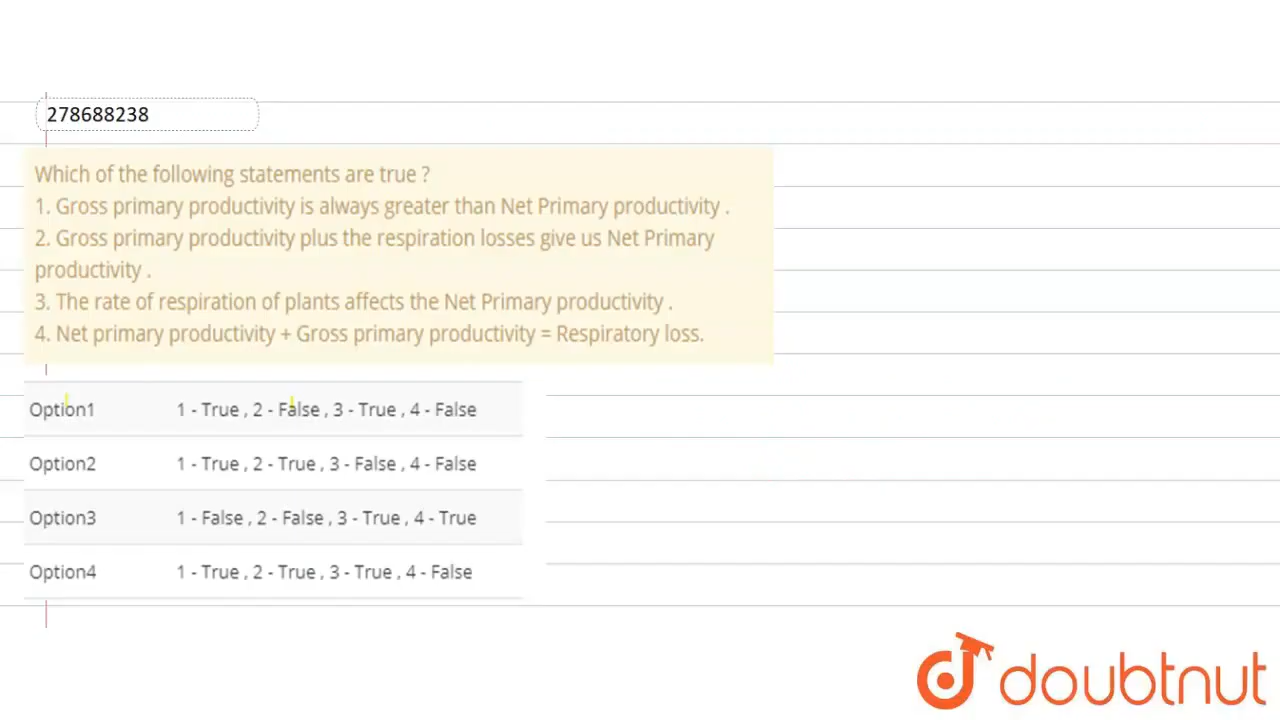 278688238
Which of the following statements are true ?
1. Gross primary productivity is always greater than Net Primary productivity .
2. Gross primary productivity plus the respiration losses give us Net Primary
productivity .
3. The rate of respiration of plants affects the Net Primary productivity .
4. Net primary productivity + Gross primary productivity = Respiratory loss.
Option1 1 - True , 2 - False , 3 - True , 4 - False
Option2 1 - True , 2 - True , 3 - False , 4 - False
Option3 1 - False , 2 - False , 3 - True , 4 - True
Option4 1 - True , 2 - True , 3 - True , 4 - False
doubtnut